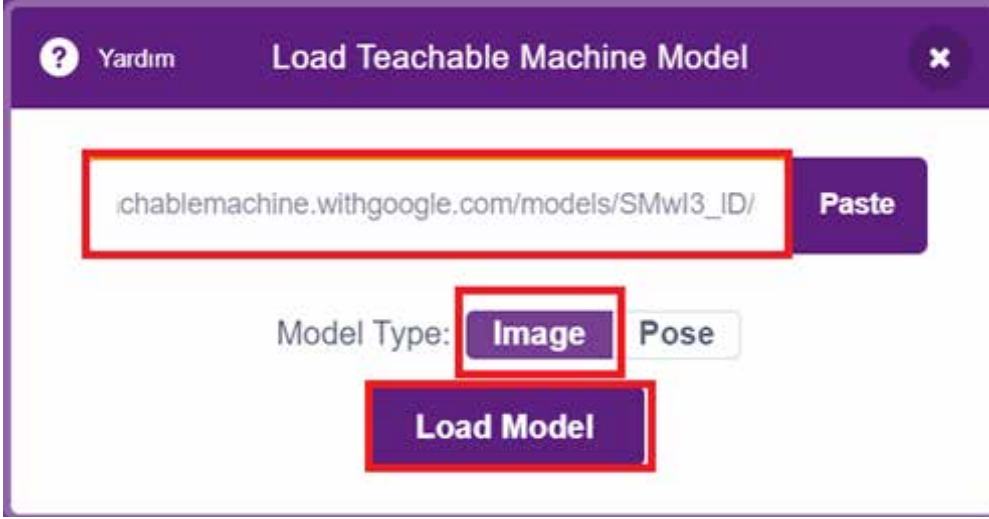 ? Yardım Load Teachable Machine Model ×
chablemachine.withgoogle.com/models/SMwI3_ID/ Paste
Model Type: Image Pose
Load Model